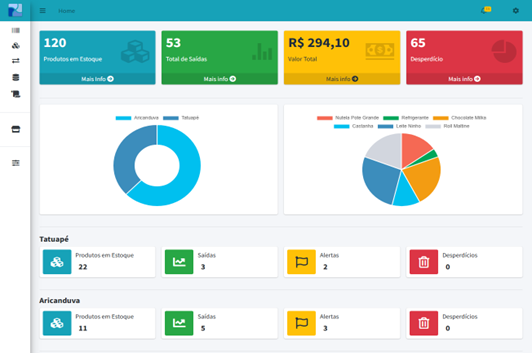 Home
120
Produtos em Estoque
Mais info
53
Total de Saídas
Mais info
R$ 294,10
Valor Total
Mais info
65
Desperdício
Mais info
Aricanduva Tatuapé
Nutela Pote Grande Refrigerante Chocolate Milka
Castanha Leite Ninho Roll Maltine
Tatuapé
Produtos em Estoque
22
Saídas
3
Alertas
2
Desperdícios
0
Aricanduva
Produtos em Estoque
11
Saídas
5
Alertas
3
Desperdícios
0